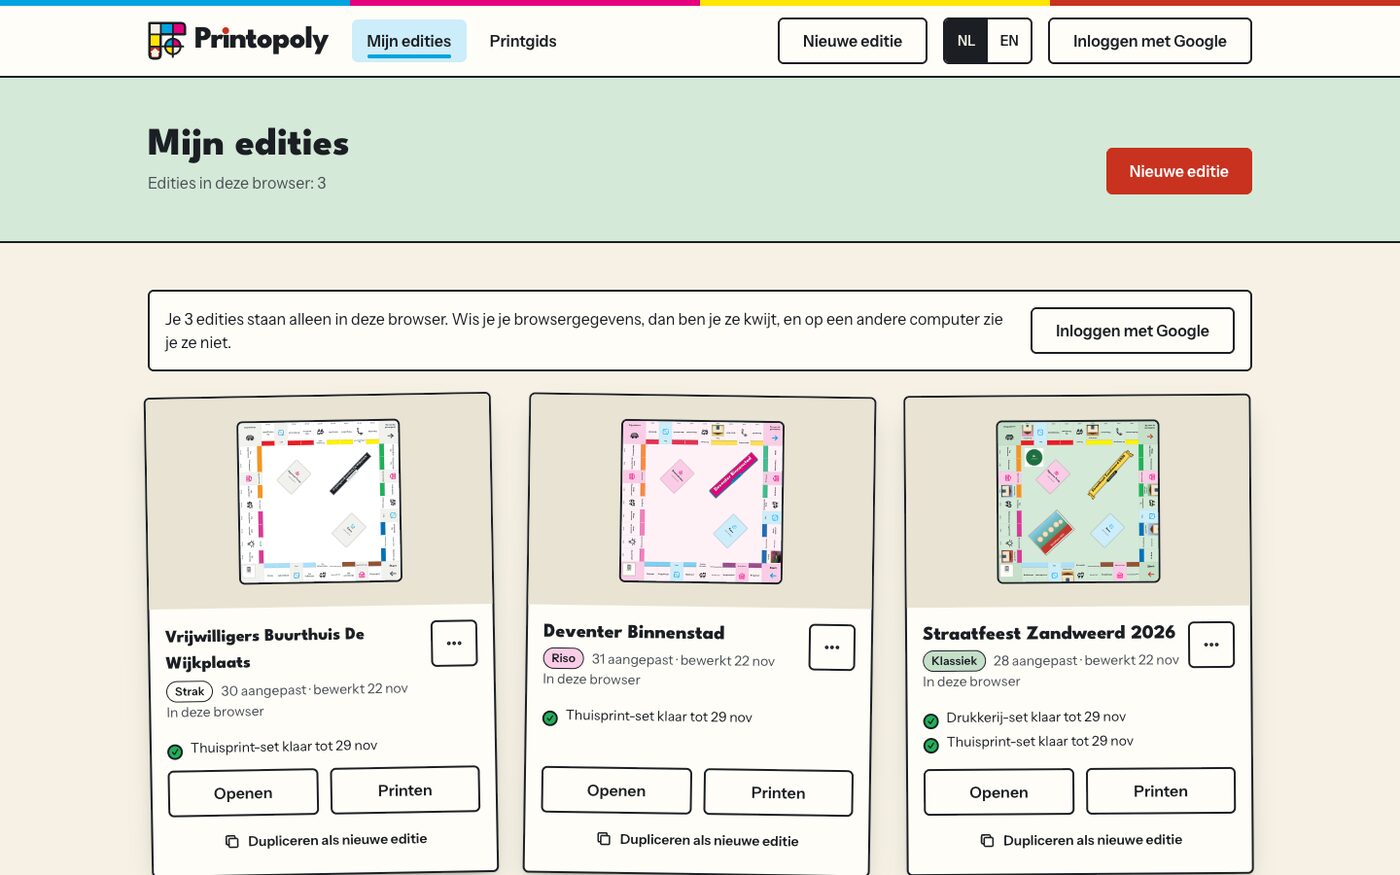 Printopoly
Mijn edities
Printgids
Nieuwe editie
NL
EN
Inloggen met Google
Mijn edities
Edities in deze browser: 3
Nieuwe editie
Je 3 edities staan alleen in deze browser. Wis je je browsergegevens, dan ben je ze kwijt, en op een andere computer zie
je ze niet.
Inloggen met Google
Vrijwilligers Buurthuis De
Wijkplaats
Strak
30 aangepast · bewerkt 22 nov
In deze browser
Thuisprint-set klaar tot 29 nov
Openen
Printen
Dupliceren als nieuwe editie
Deventer Binnenstad
Deventer Binnenstad
Riso
31 aangepast · bewerkt 22 nov
In deze browser
Thuisprint-set klaar tot 29 nov
Openen
Printen
Dupliceren als nieuwe editie
Straatfeest Zandweerd 2026
Klassiek
28 aangepast · bewerkt 22 nov
In deze browser
Drukkerij-set klaar tot 29 nov
Thuisprint-set klaar tot 29 nov
Openen
Printen
Dupliceren als nieuwe editie